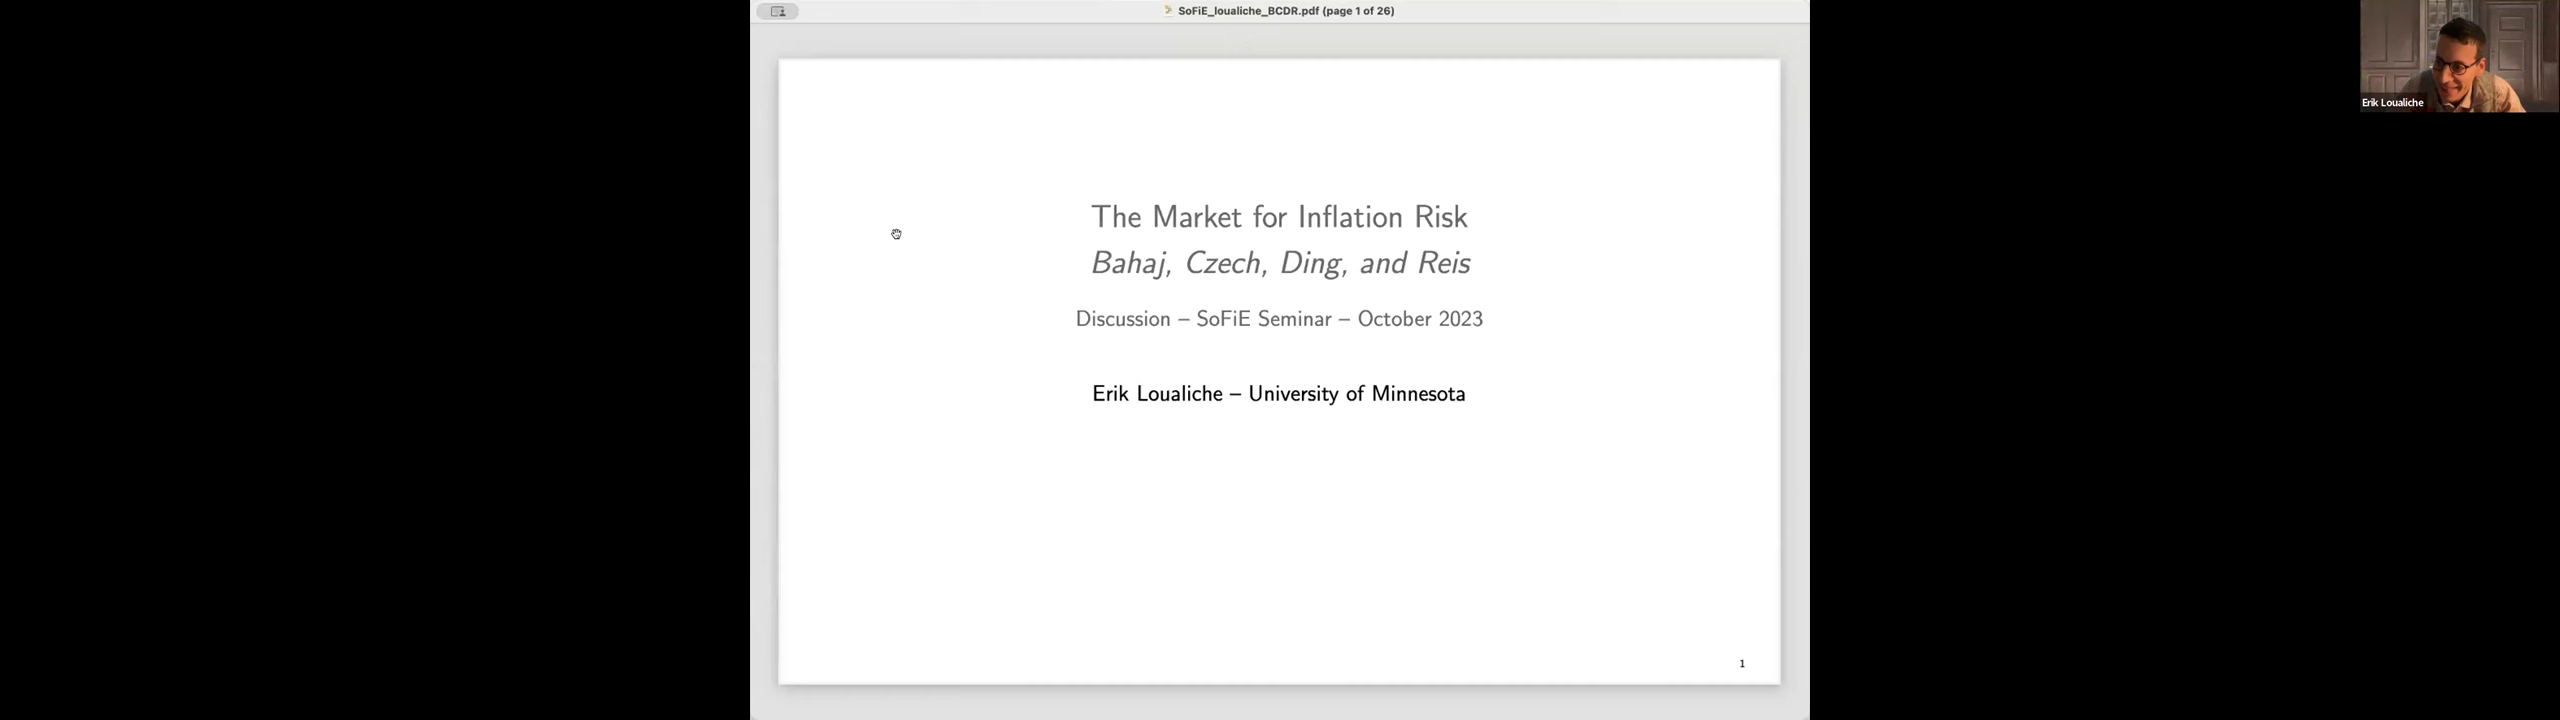 SoFiE_loualiche_BCDR.pdf (page 1 of 26)
Erik Loualiche
The Market for Inflation Risk
Bahaj, Czech, Ding, and Reis
Discussion – SoFiE Seminar – October 2023
Erik Loualiche – University of Minnesota
1